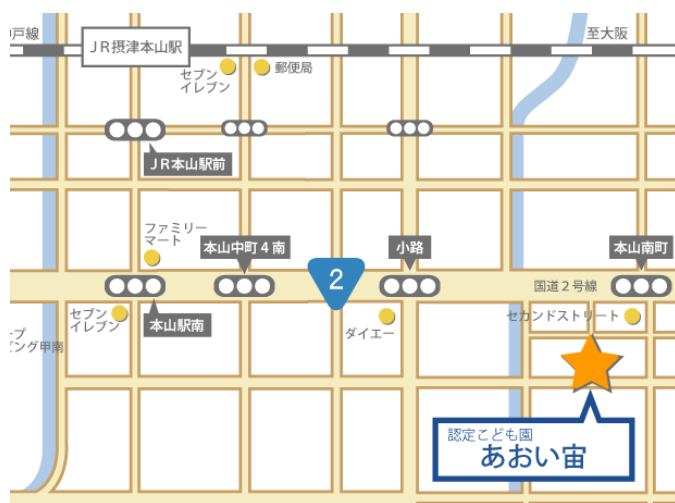 戸線
JR摂津本山駅
至大阪
セブン
イレブン
郵便局
JR本山駅前
ファミリー
マート
本山中町4南
小路
本山南町
2
国道2号線
セブン
イレブン
本山駅南
ダイエー
セカンドストリート
プ
ング甲南
認定こども園
あおい宙